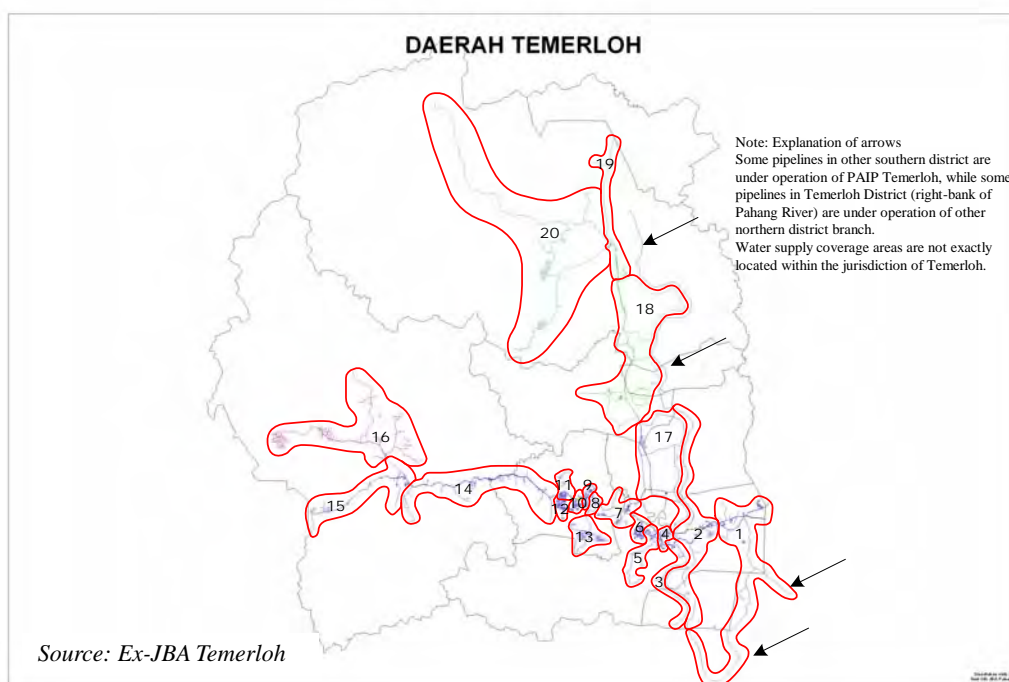 DAERAH TEMERLOH
Note: Explanation of arrows
Some pipelines in other southern district are
under operation of PAIP Temerloh, while some
pipelines in Temerloh District (right-bank of
Pahang River) are under operation of other
northern district branch.
Water supply coverage areas are not exactly
located within the jurisdiction of Temerloh.
19
20
18
17
16
14
15
11
9
10
8
12
7
13
6
4
2
1
5
3
Source: Ex-JBA Temerloh